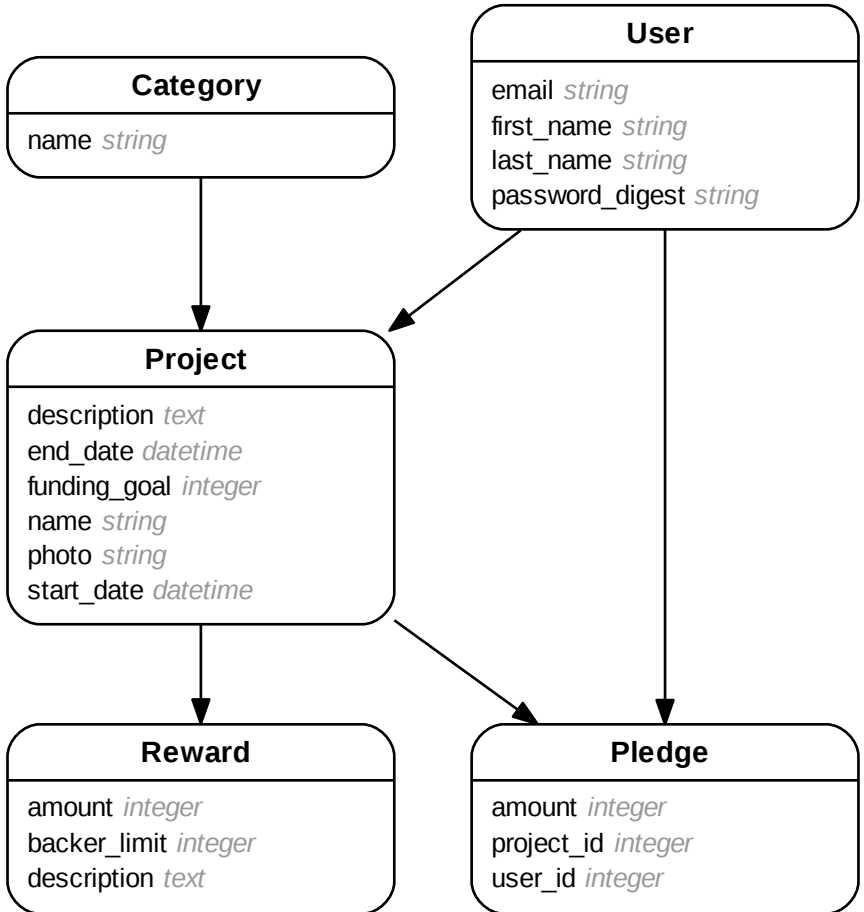 User
email string
first_name string
last_name string
password_digest string
Category
name string
Project
description text
end_date datetime
funding_goal integer
name string
photo string
start_date datetime
Reward
amount integer
backer_limit integer
description text
Pledge
amount integer
project_id integer
user_id integer